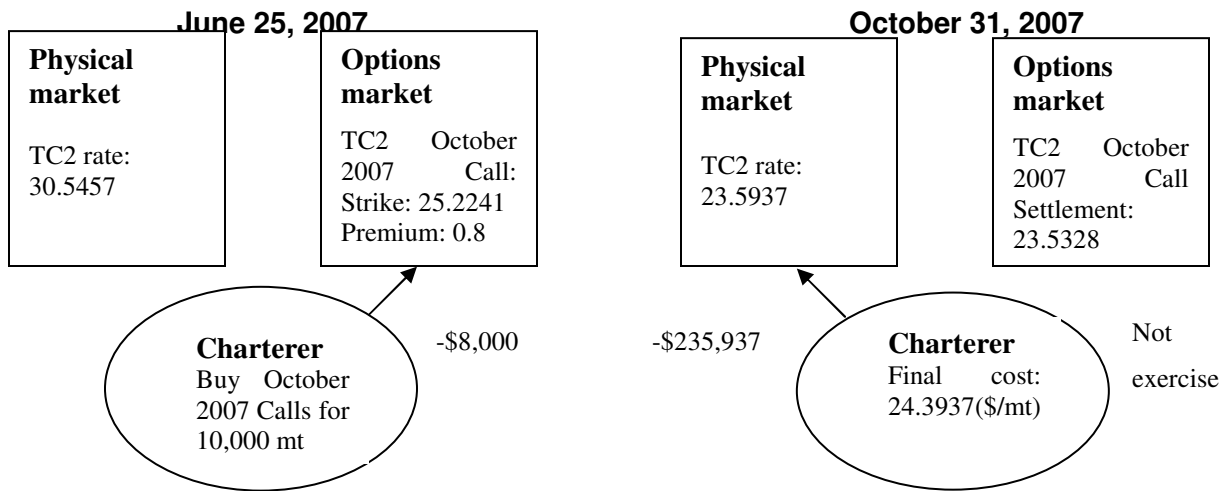 June 25, 2007
Physical
market
TC2 rate:
30.5457
Options
market
TC2 October
2007 Call:
Strike: 25.2241
Premium: 0.8
Charterer
Buy October
2007 Calls for
10,000 mt
-$8,000
October 31, 2007
Physical
market
TC2 rate:
23.5937
Options
market
TC2 October
2007 Call
Settlement:
23.5328
-$235,937
Charterer
Final cost:
24.3937($/mt)
Not
exercise